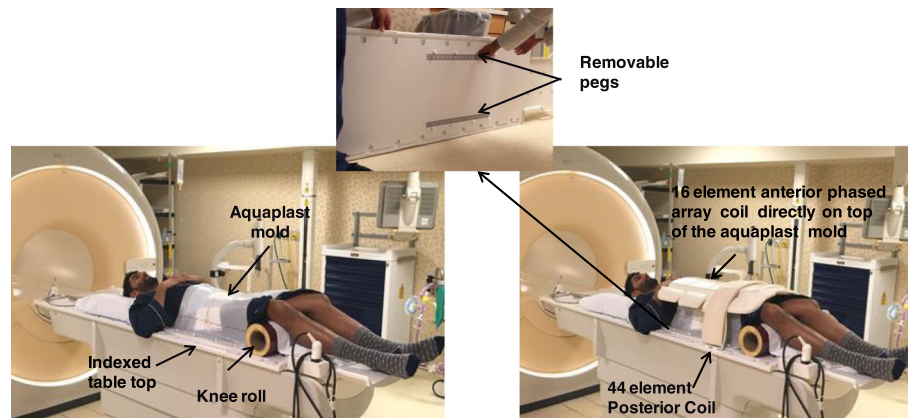 Removable
pegs
Aquaplast
mold
Indexed
table top
Knee roll
16 element anterior phased
array coil directly on top
of the aquaplast mold
44 element
Posterior Coil